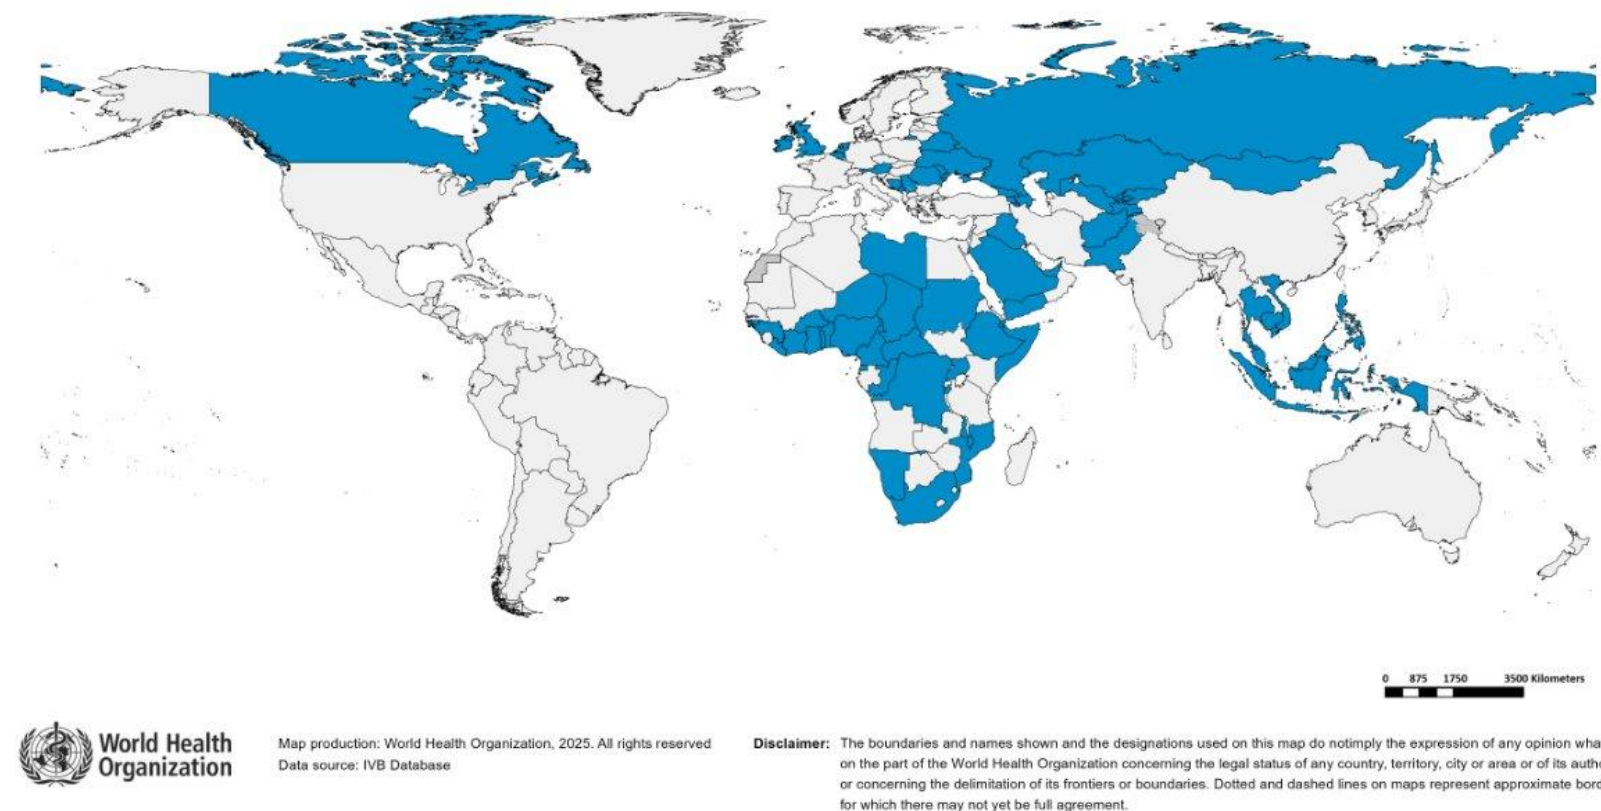 0 875 1750 3500 Kilometers
World Health
Organization
Map production: World Health Organization, 2025. All rights reserved
Data source: IVB Database
Disclaimer: The boundaries and names shown and the designations used on this map do notimply the expression of any opinion wha
on the part of the World Health Organization concerning the legal status of any country, territory, city or area or of its autho
or concerning the delimitation of its frontiers or boundaries. Dotted and dashed lines on maps represent approximate bord
for which there may not yet be full agreement.